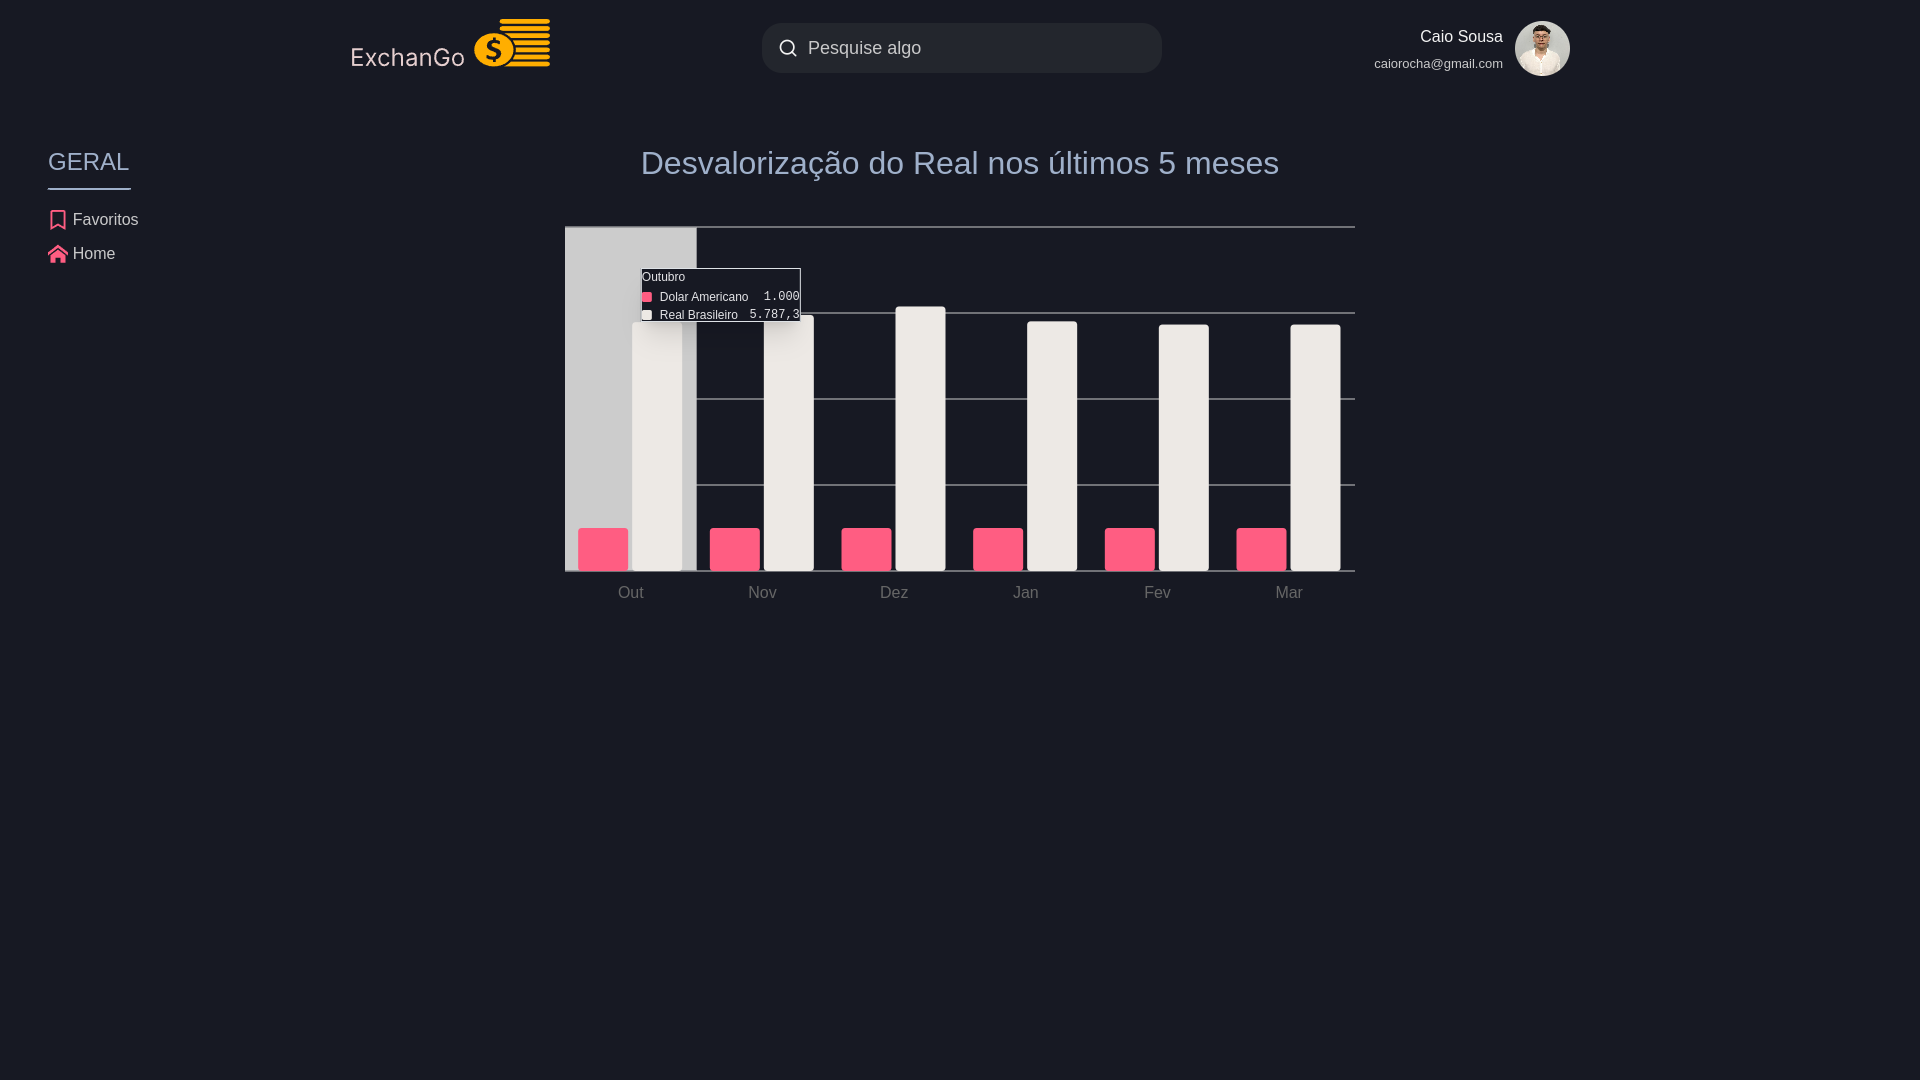 ExchanGo
Pesquise algo
Caio Sousa
caiorocha@gmail.com
GERAL
Favoritos
Home
Desvalorização do Real nos últimos 5 meses
Outubro
Dolar Americano 1.000
Real Brasileiro 5.787,3
Out Nov Dez Jan Fev Mar